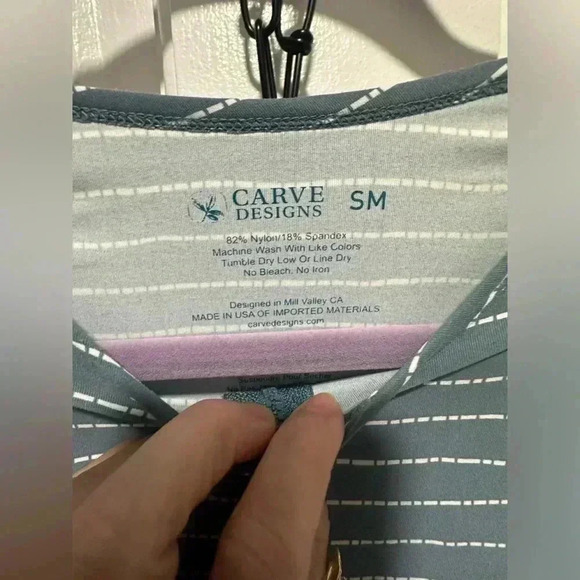 CARVE DESIGNS SM
82% Nylon/18% Spandex
Machine Wash With Like Colors
Tumble Dry Low Or Line Dry
No Bleach. No Iron
Designed in Mill Valley CA
MADE IN USA OF IMPORTED MATERIALS
carvedesigns.com